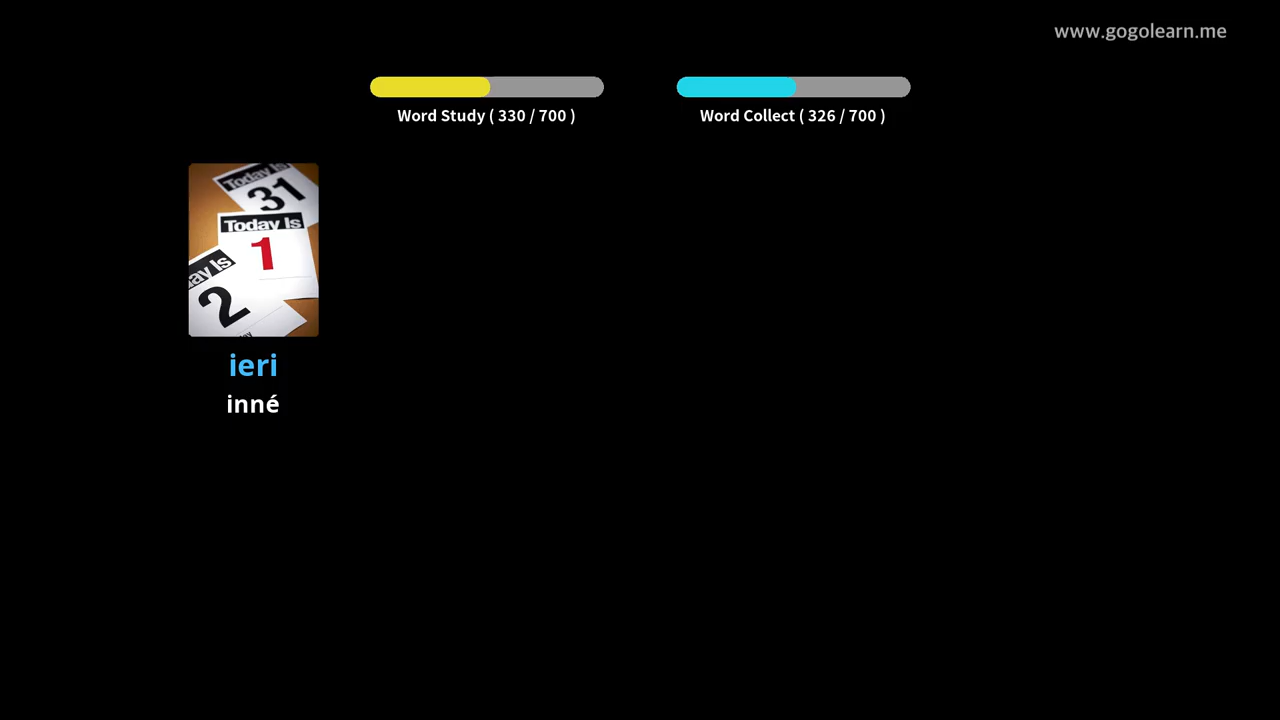 www.gogolearn.me
Word Study ( 330 / 700 )
Word Collect ( 326 / 700 )
Today Is
31
Today Is
1
ay Is
2
ieri
inné